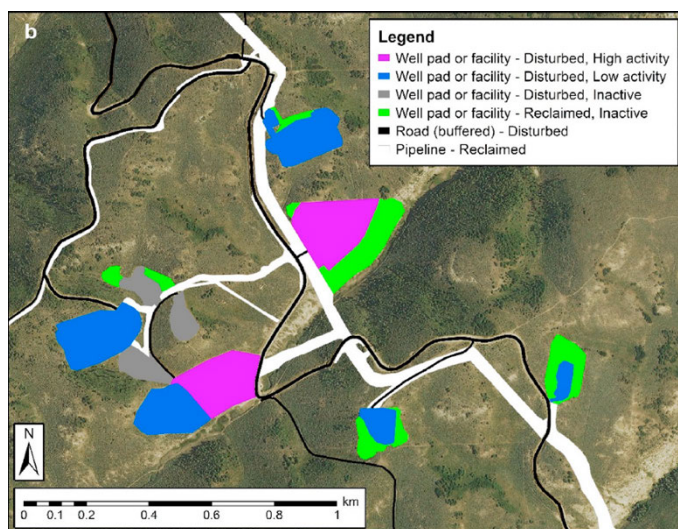 b
Legend
Well pad or facility - Disturbed, High activity
Well pad or facility - Disturbed, Low activity
Well pad or facility - Disturbed, Inactive
Well pad or facility - Reclaimed, Inactive
Road (buffered) - Disturbed
Pipeline - Reclaimed
N
km
0 0.1 0.2 0.4 0.6 0.8 1